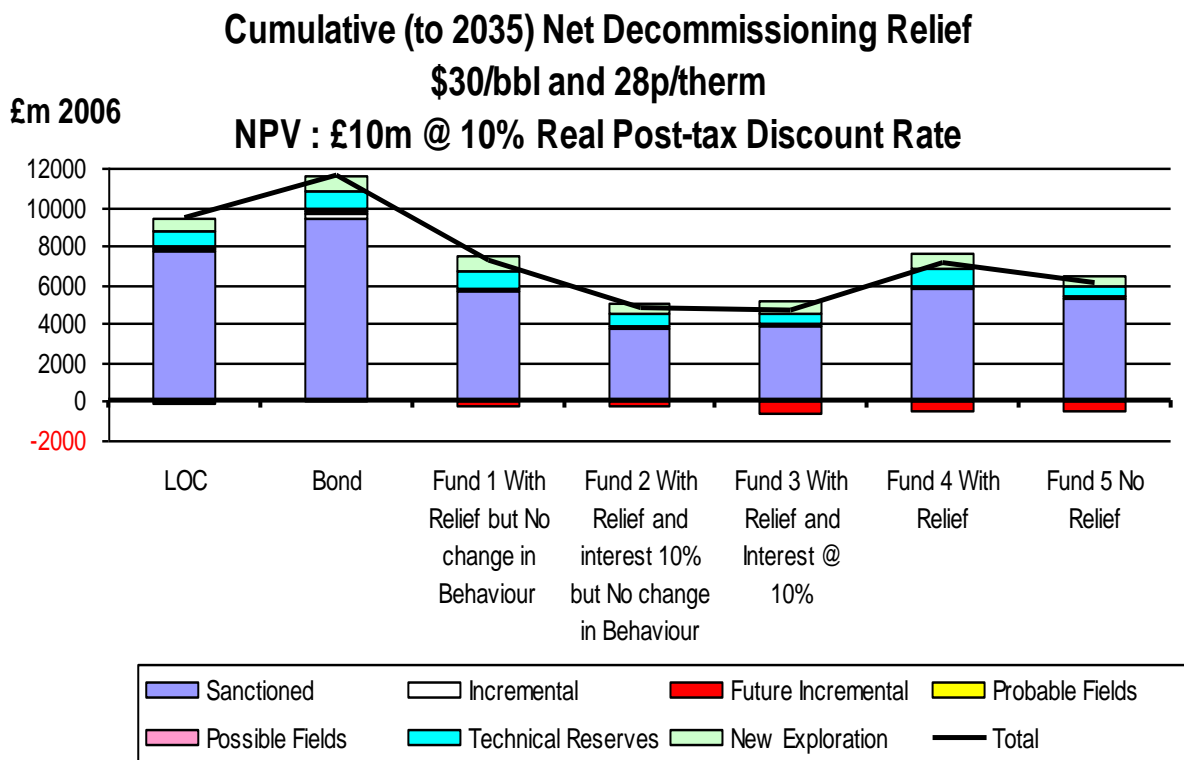 Cumulative (to 2035) Net Decommissioning Relief
$30/bbl and 28p/therm
£m 2006
NPV : £10m @ 10% Real Post-tax Discount Rate
12000
10000
8000
6000
4000
2000
0
-2000
LOC
Bond
Fund 1 With
Relief but No
change in
Behaviour
Fund 2 With
Relief and
interest 10%
but No change
in Behaviour
Fund 3 With
Relief and
Interest @
10%
Fund 4 With
Relief
Fund 5 No
Relief
Sanctioned
Incremental
Future Incremental
Probable Fields
Possible Fields
Technical Reserves
New Exploration
Total